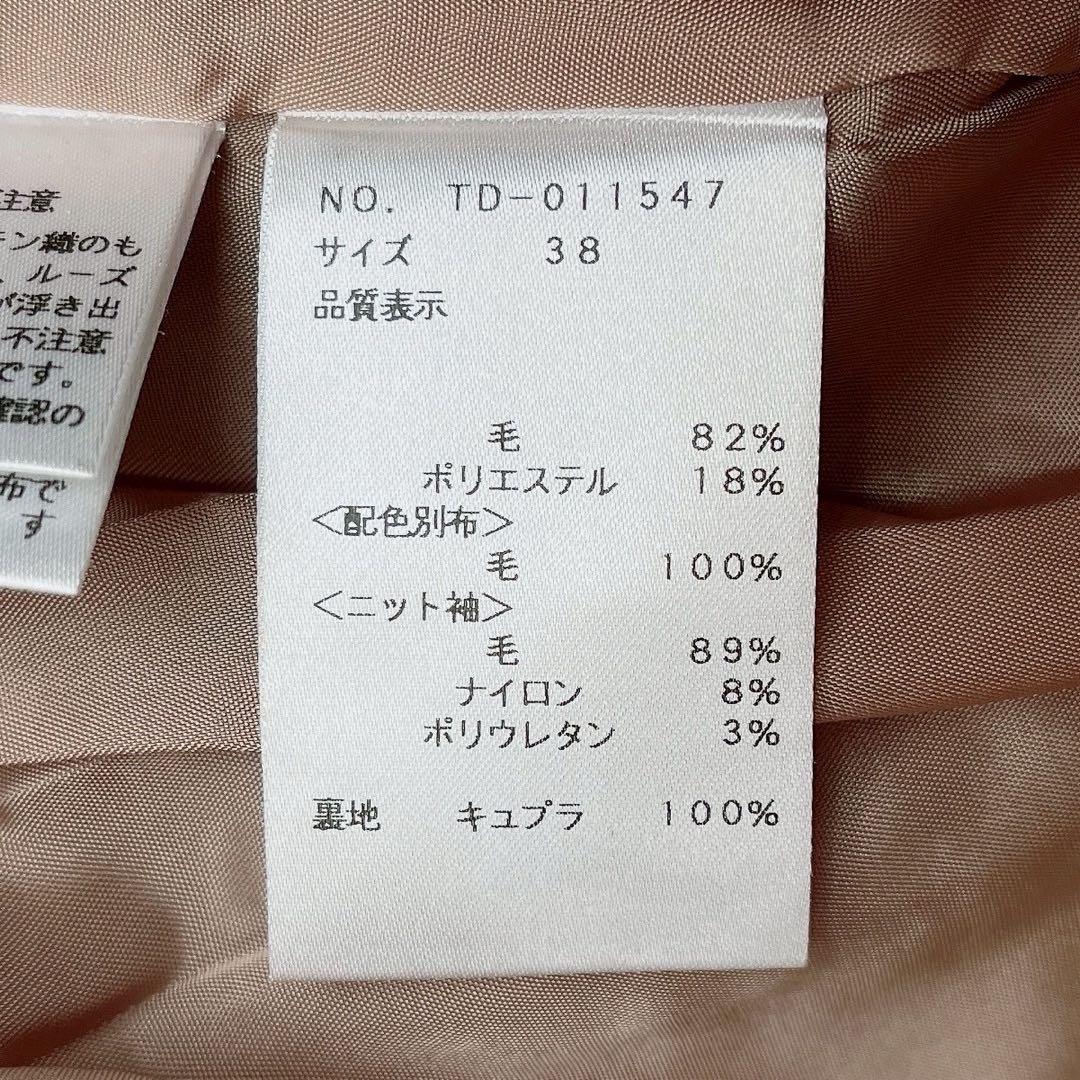 注意
ン織のも
ルーズ
が浮き出
不注意
です。
確認の
布で
す
NO. TD-011547
サイズ 38
品質表示
毛 82%
ポリエステル 18%
<配色別布>
毛 100%
<ニット袖>
毛 89%
ナイロン 8%
ポリウレタン 3%
裏地 キュプラ 100%